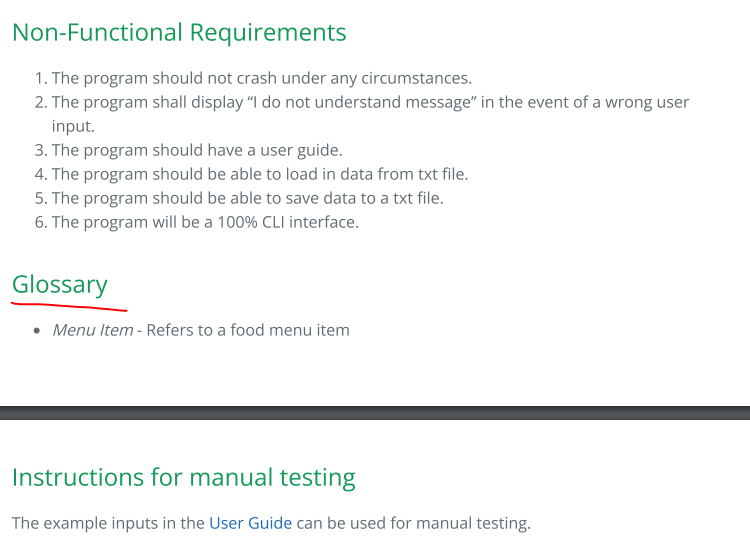 Non-Functional Requirements
1. The program should not crash under any circumstances.
2. The program shall display “I do not understand message” in the event of a wrong user
input.
3. The program should have a user guide.
4. The program should be able to load in data from txt file.
5. The program should be able to save data to a txt file.
6. The program will be a 100% CLI interface.
Glossary
• Menu Item - Refers to a food menu item
Instructions for manual testing
The example inputs in the User Guide can be used for manual testing.